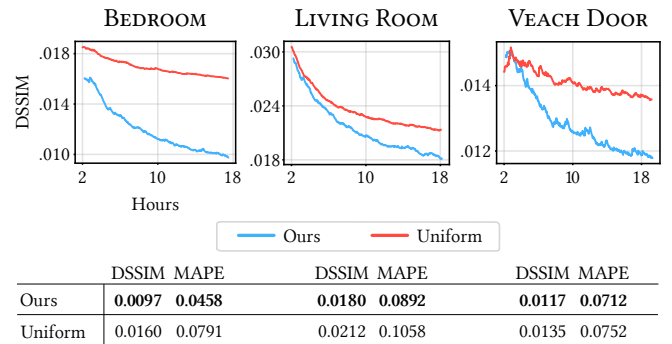 BEDROOM LIVING ROOM VEACH DOOR
DSSIM
.018
.014
.010
2 10 18
.030
.024
.018
2 10 18
.014
.012
2 10 18
Hours
Ours Uniform
DSSIM MAPE DSSIM MAPE DSSIM MAPE
Ours 0.0097 0.0458 0.0180 0.0892 0.0117 0.0712
Uniform 0.0160 0.0791 0.0212 0.1058 0.0135 0.0752